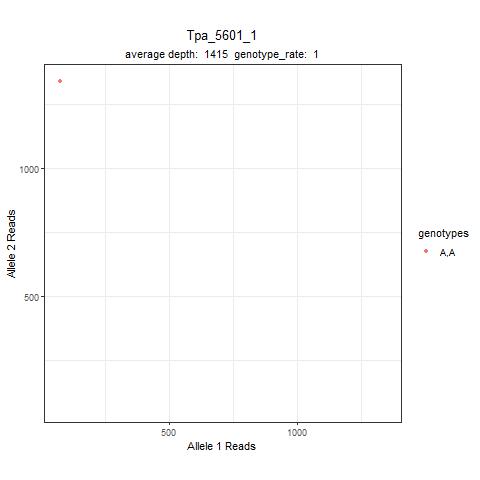 Tpa_5601_1
average depth: 1415 genotype_rate: 1
1000
500
Allele 2 Reads
500 1000
Allele 1 Reads
genotypes
A,A